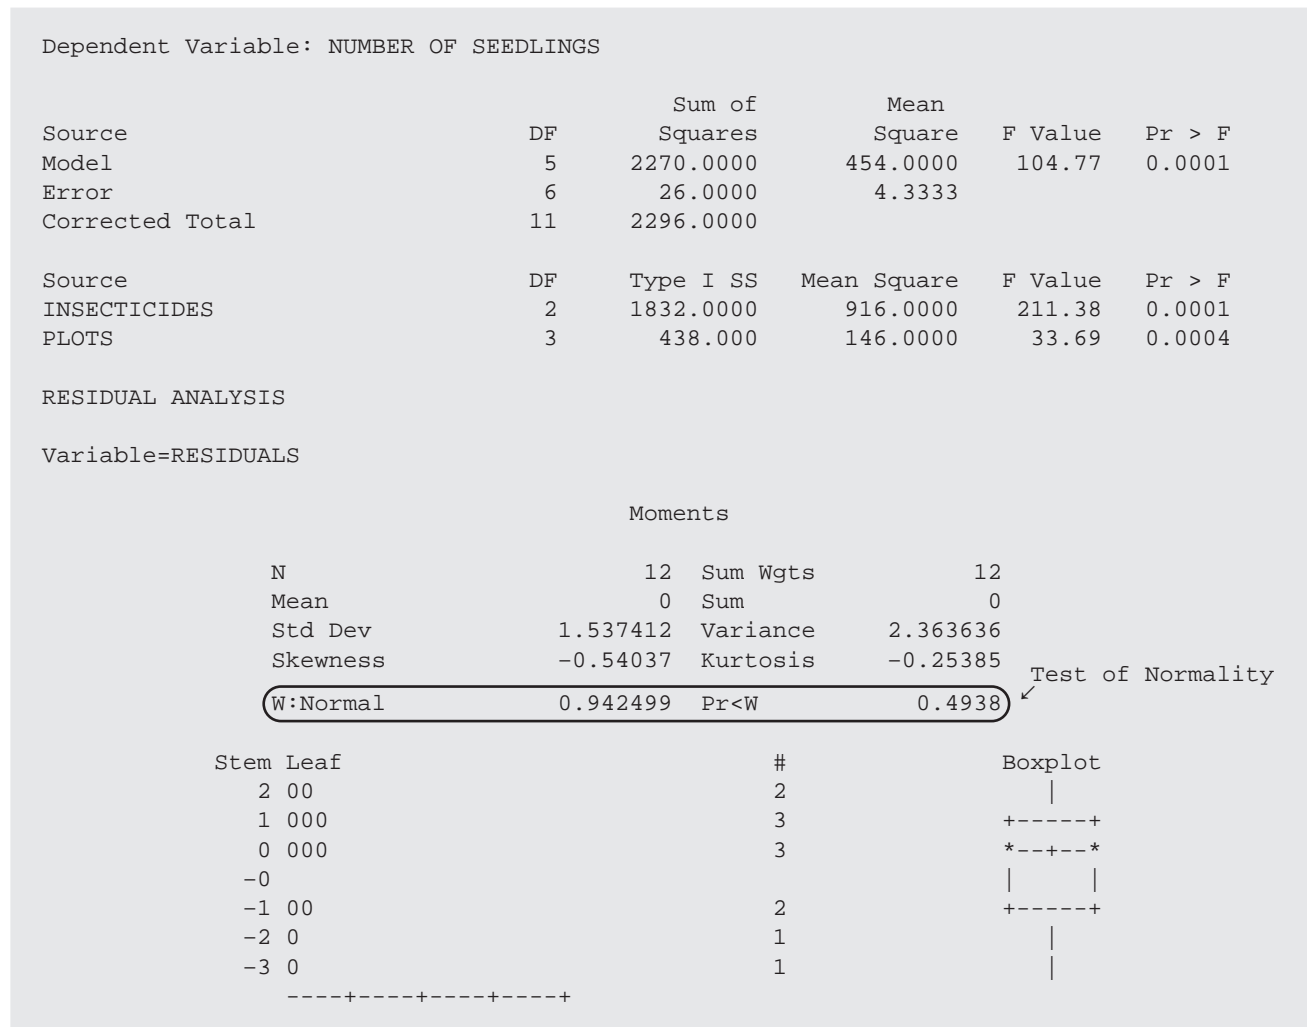 Dependent Variable: NUMBER OF SEEDLINGS
Sum of Mean
Source DF Squares Square F Value Pr > F
Model 5 2270.0000 454.0000 104.77 0.0001
Error 6 26.0000 4.3333
Corrected Total 11 2296.0000
Source DF Type I SS Mean Square F Value Pr > F
INSECTICIDES 2 1832.0000 916.0000 211.38 0.0001
PLOTS 3 438.000 146.0000 33.69 0.0004
RESIDUAL ANALYSIS
Variable=RESIDUALS
Moments
N 12 Sum Wgts 12
Mean 0 Sum 0
Std Dev 1.537412 Variance 2.363636
Skewness -0.54037 Kurtosis -0.25385
Test of Normality
W:Normal 0.942499 Pr<W 0.4938
Stem Leaf # Boxplot
2 00 2 |
1 000 3 +-----+
0 000 3 *--+--*
-0 | |
-1 00 2 +-----+
-2 0 1 |
-3 0 1 |
----+----+----+----+